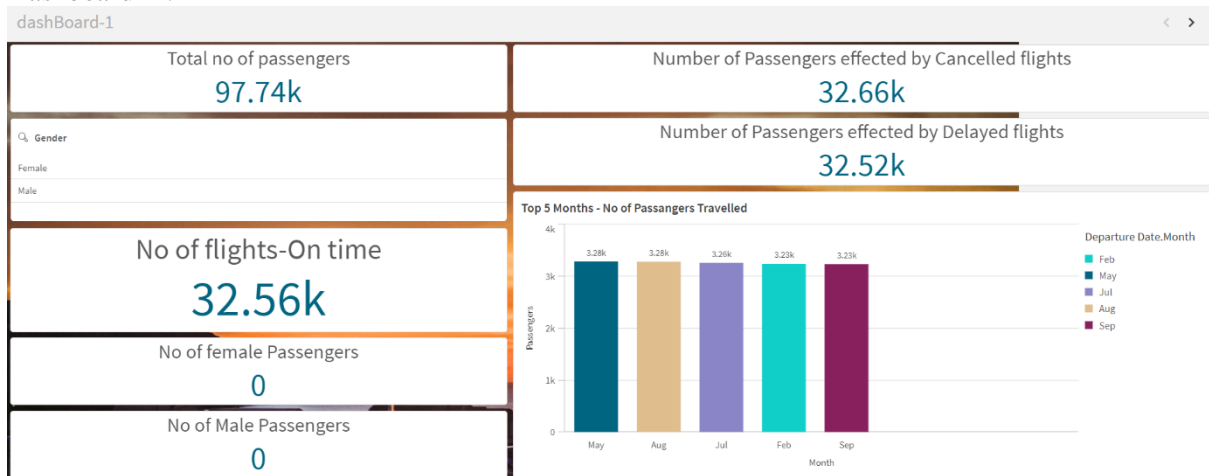 dashBoard-1
Total no of passengers
97.74k
Number of Passengers effected by Cancelled flights
32.66k
Gender
Female
Male
Number of Passengers effected by Delayed flights
32.52k
No of flights-On time
32.56k
No of female Passengers
0
No of Male Passengers
0
Top 5 Months - No of Passangers Travelled
4k
3k
2k
1k
0
Passengers
3.28k 3.28k 3.26k 3.23k 3.23k
May Aug Jul Feb Sep
Month
Departure Date.Month
Feb
May
Jul
Aug
Sep